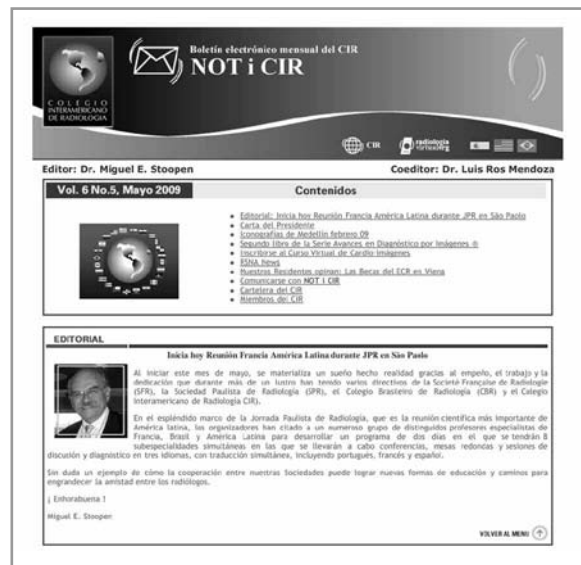 Boletín electrónico mensual del CIR
NOT i CIR
COLEGIO
INTERAMERICANO
DE RADIOLOGIA
CIR
radiología
virtual.org
Editor: Dr. Miguel E. Stoopen
Coeditor: Dr. Luis Ros Mendoza
Vol. 6 No.5, Mayo 2009
Contenidos
Editorial: Inicia hoy Reunión Francia América Latina durante JPR en São Paolo
Carta del Presidente
Iconografías de Medellín febrero 09
Segundo libro de la Serie Avances en Diagnóstico por Imágenes
Inscribirse al Curso Virtual de Cardio Imágenes
RSNA News
Nuestros Residentes opinan: Las Becas del ECR en Viena
Comunicarse con NOT i CIR
Cartelera del CIR
Miembros del CIR
EDITORIAL
Inicia hoy Reunión Francia América Latina durante JPR en São Paolo
Al iniciar este mes de mayo, se materializa un sueño hecho realidad gracias al empeño, el trabajo y la
dedicación que durante más de un lustro han tenido varios directivos de la Societé Française de Radiologie
(SFR), la Sociedad Paulista de Radiología (SPR), el Colegio Brasileiro de Radiología (CBR) y el Colegio
Interamericano de Radiología CIR).
En el espléndido marco de la Jornada Paulista de Radiología, que es la reunión científica más importante de
América latina, los organizadores han citado a un numeroso grupo de distinguidos profesores especialistas de
Francia, Brasil y América Latina para desarrollar un programa de dos días en el que se tendrán 8
subespecialidades simultáneas en las que se llevarán a cabo conferencias, mesas redondas y sesiones de
discusión y diagnóstico en tres idiomas, con traducción simultánea, incluyendo portugués, francés y español.
Sin duda un ejemplo de cómo la cooperación entre nuestras Sociedades puede lograr nuevas formas de educación y caminos para
engrandecer la amistad entre los radiólogos.
¡ Enhorabuena !
Miguel E. Stoopen
VOLVER AL MENU